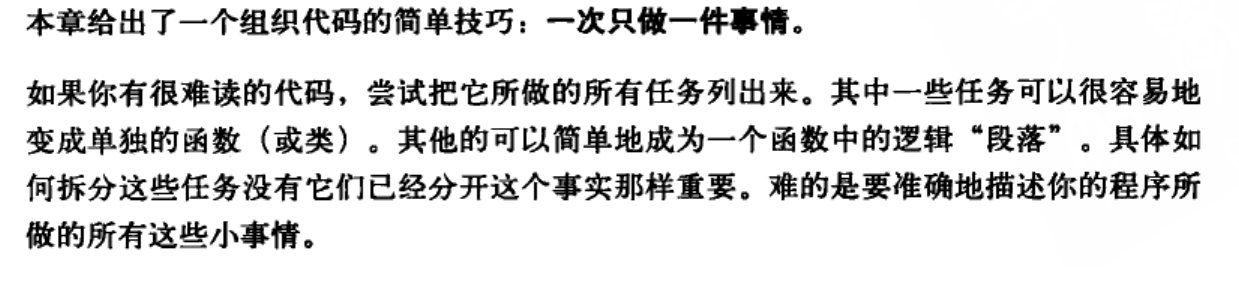 本章给出了一个组织代码的简单技巧：一次只做一件事情。
如果你有很难读的代码，尝试把它所做的所有任务列出来。其中一些任务可以很容易地
变成单独的函数（或类）。其他的可以简单地成为一个函数中的逻辑“段落”。具体如
何拆分这些任务没有它们已经分开这个事实那样重要。难的是要准确地描述你的程序所
做的所有这些小事情。